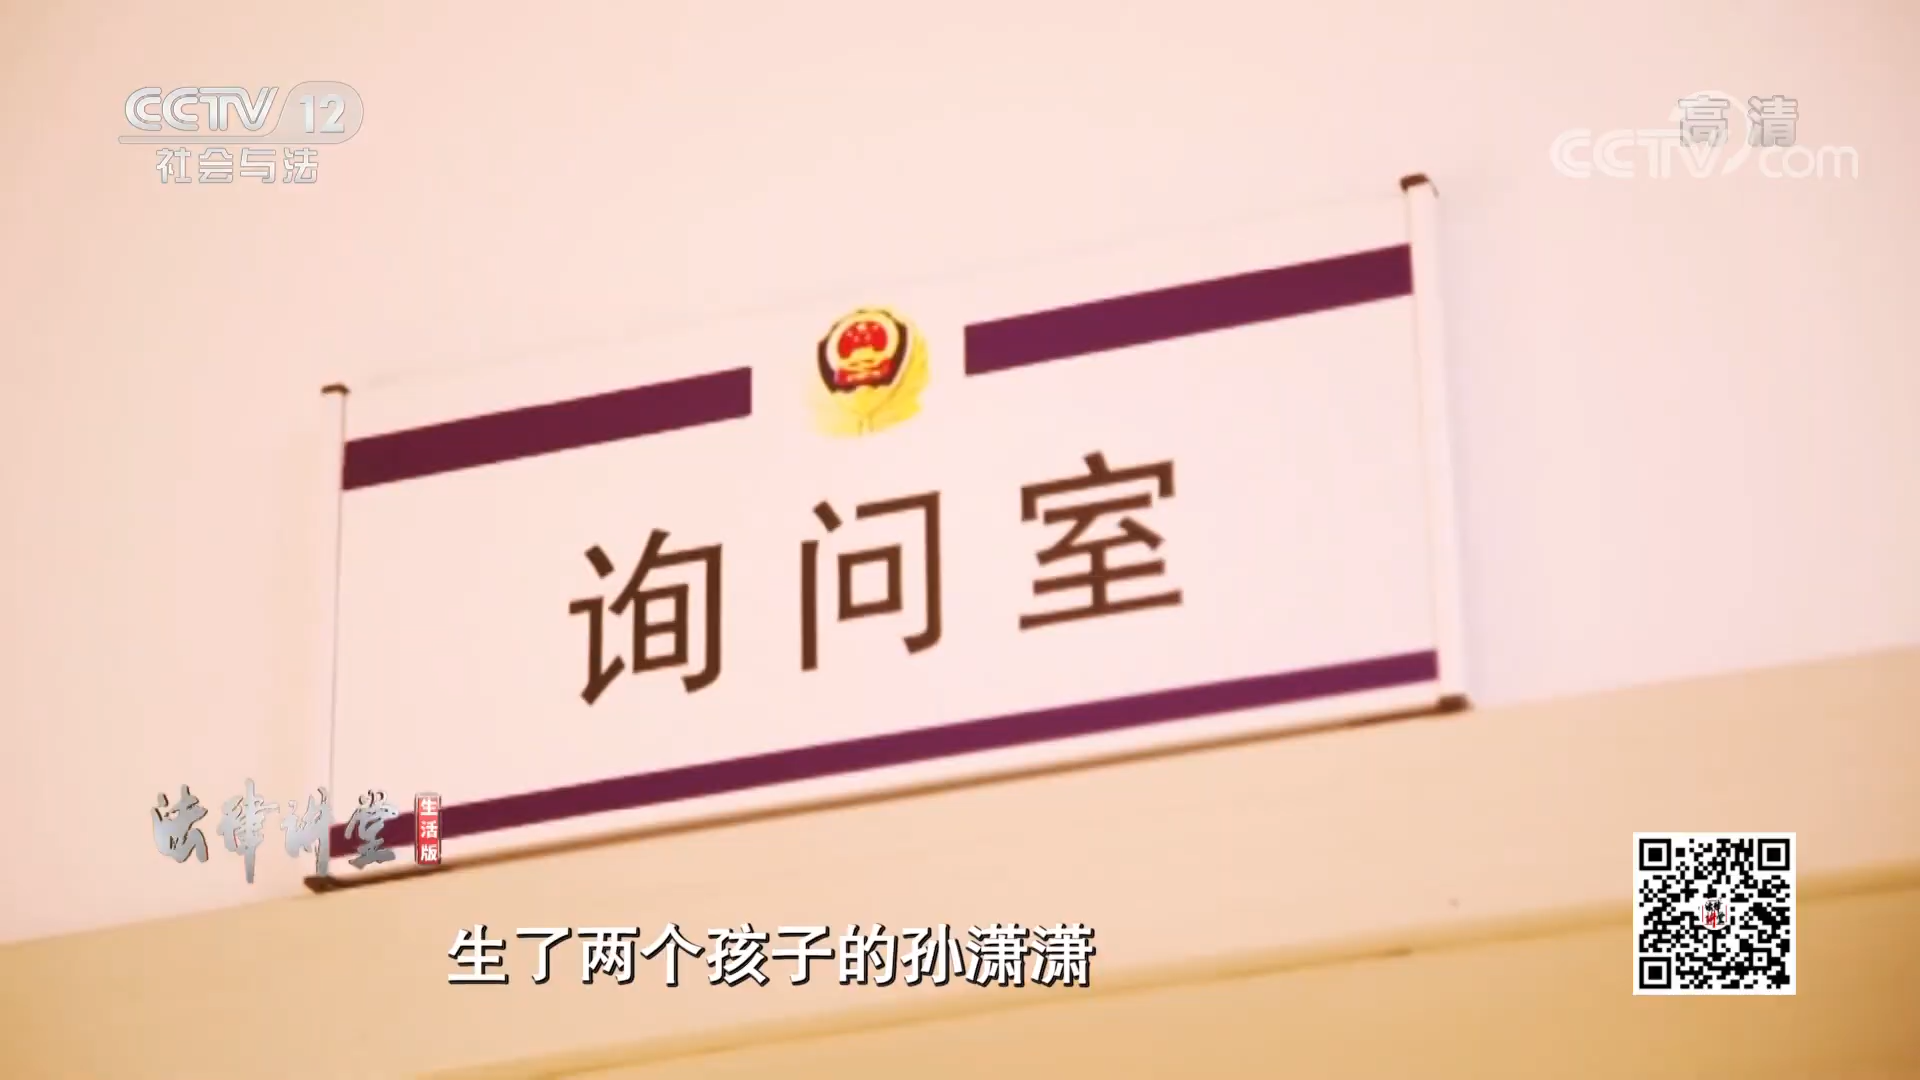 CCTV 12
社会与法
高清
CCTV.com
询问室
法律讲堂
生活版
生了两个孩子的孙潇潇